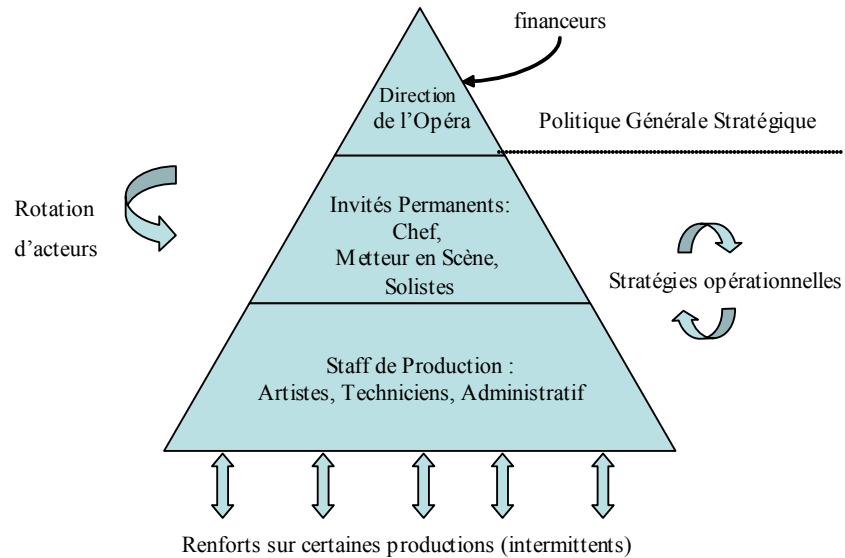 financeurs
Direction
de l'Opéra
Politique Générale Stratégique
Rotation
d'acteurs
Invités Permanents:
Chef,
Metteur en Scène,
Solistes
Stratégies opérationnelles
Staff de Production :
Artistes, Techniciens, Administratif
Renforts sur certaines productions (intermittents)